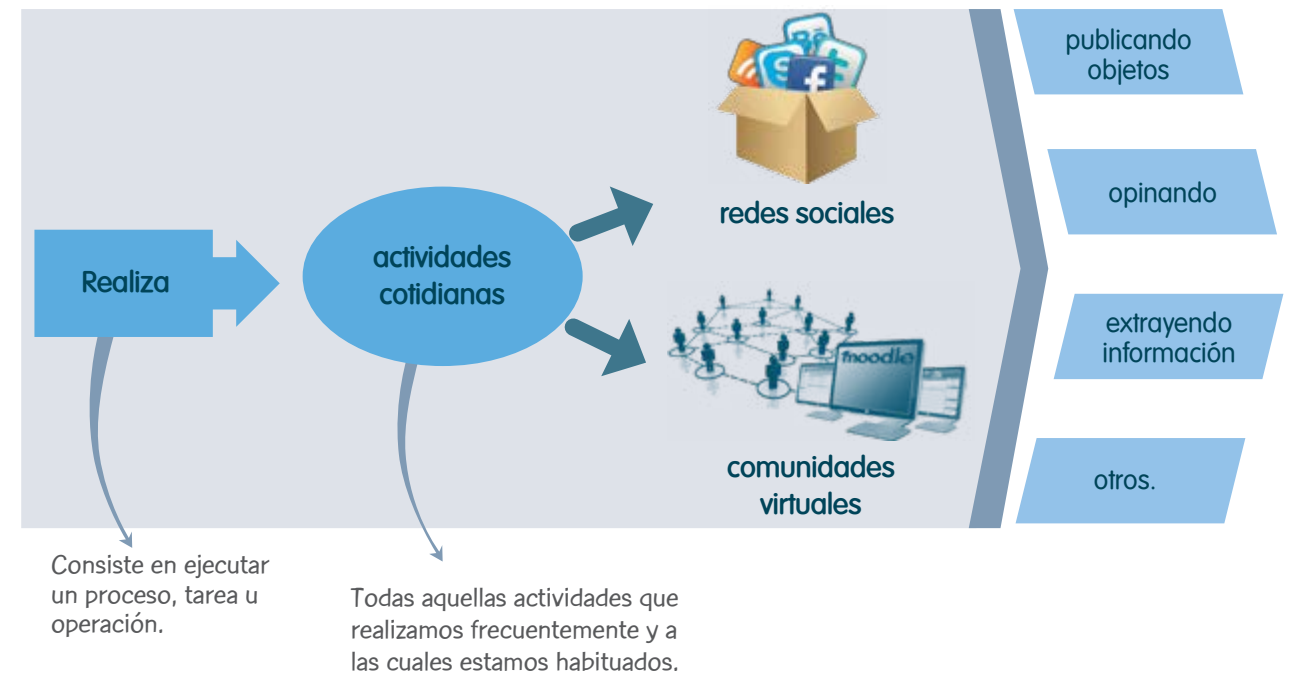 publicando
objetos
redes sociales
opinando
Realiza
actividades
cotidianas
moodle
extrayendo
información
comunidades
virtuales
otros.
Consiste en ejecutar
un proceso, tarea u
operación.
Todas aquellas actividades que
realizamos frecuentemente y a
las cuales estamos habituados.